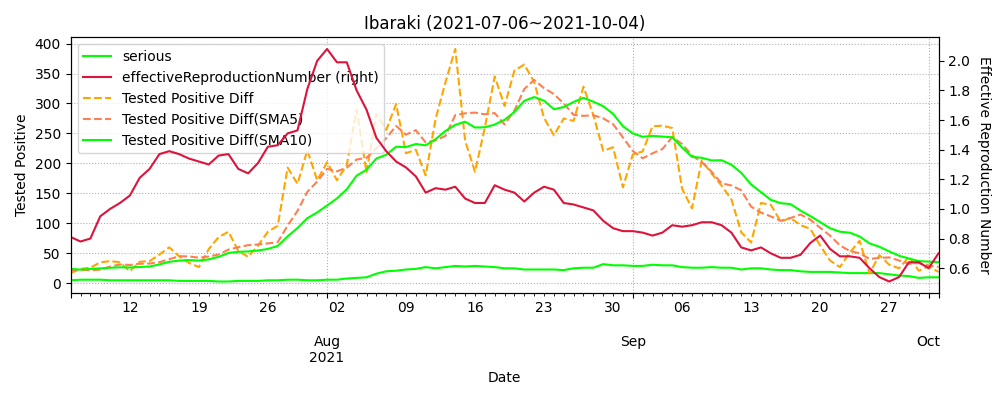 Ibaraki (2021-07-06~2021-10-04)
serious
effectiveReproductionNumber (right)
Tested Positive Diff
Tested Positive Diff(SMA5)
Tested Positive Diff(SMA10)
Tested Positive
400
350
300
250
200
150
100
50
0
2.0
1.8
1.6
1.4
1.2
1.0
0.8
0.6
Effective Reproduction Number
12 19 26 02 09 16 23 30 06 13 20 27
Aug Sep Oct
2021
Date